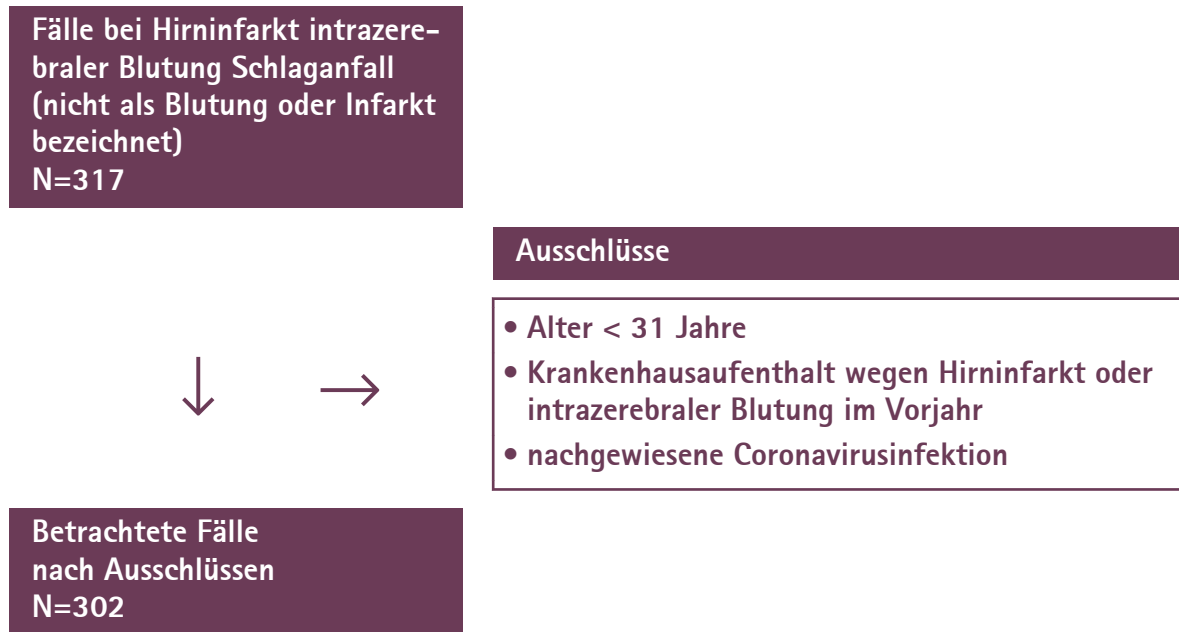 Fälle bei Hirninfarkt intrazere-
braler Blutung Schlaganfall
(nicht als Blutung oder Infarkt
bezeichnet)
N=317
Ausschlüsse
• Alter < 31 Jahre
• Krankenhausaufenthalt wegen Hirninfarkt oder
intrazerebraler Blutung im Vorjahr
• nachgewiesene Coronavirusinfektion
Betrachtete Fälle
nach Ausschlüssen
N=302